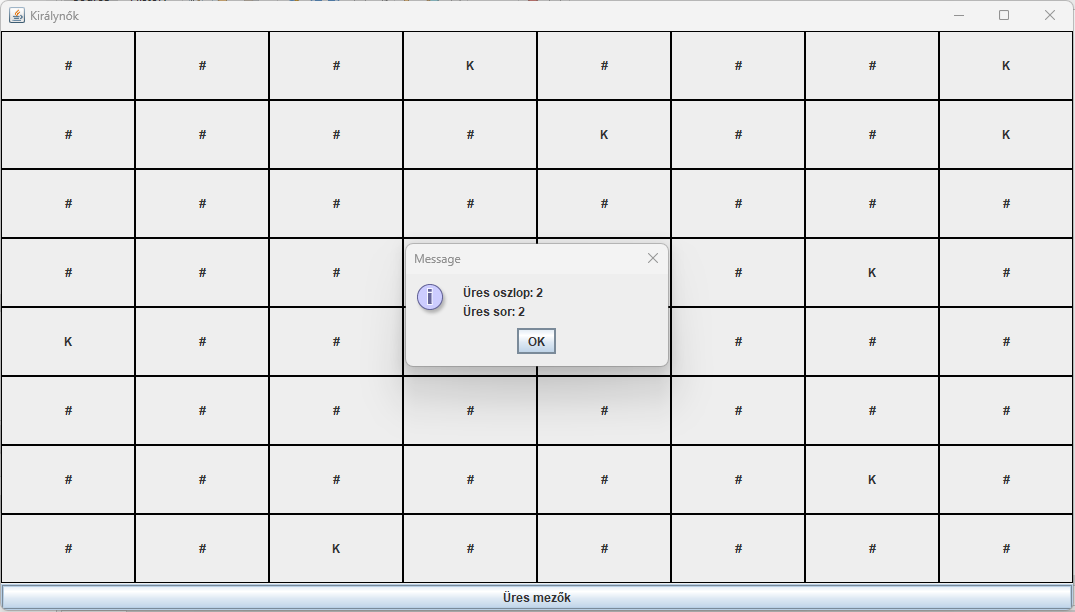 Királynők
# # # K # # # K
# # # # K # # K
# # # # # # # #
# # # # K #
Message
Üres oszlop: 2
Üres sor: 2
K # # # # #
OK
# # # # # # # #
# # # # # # K #
# # K # # # # #
Üres mezők